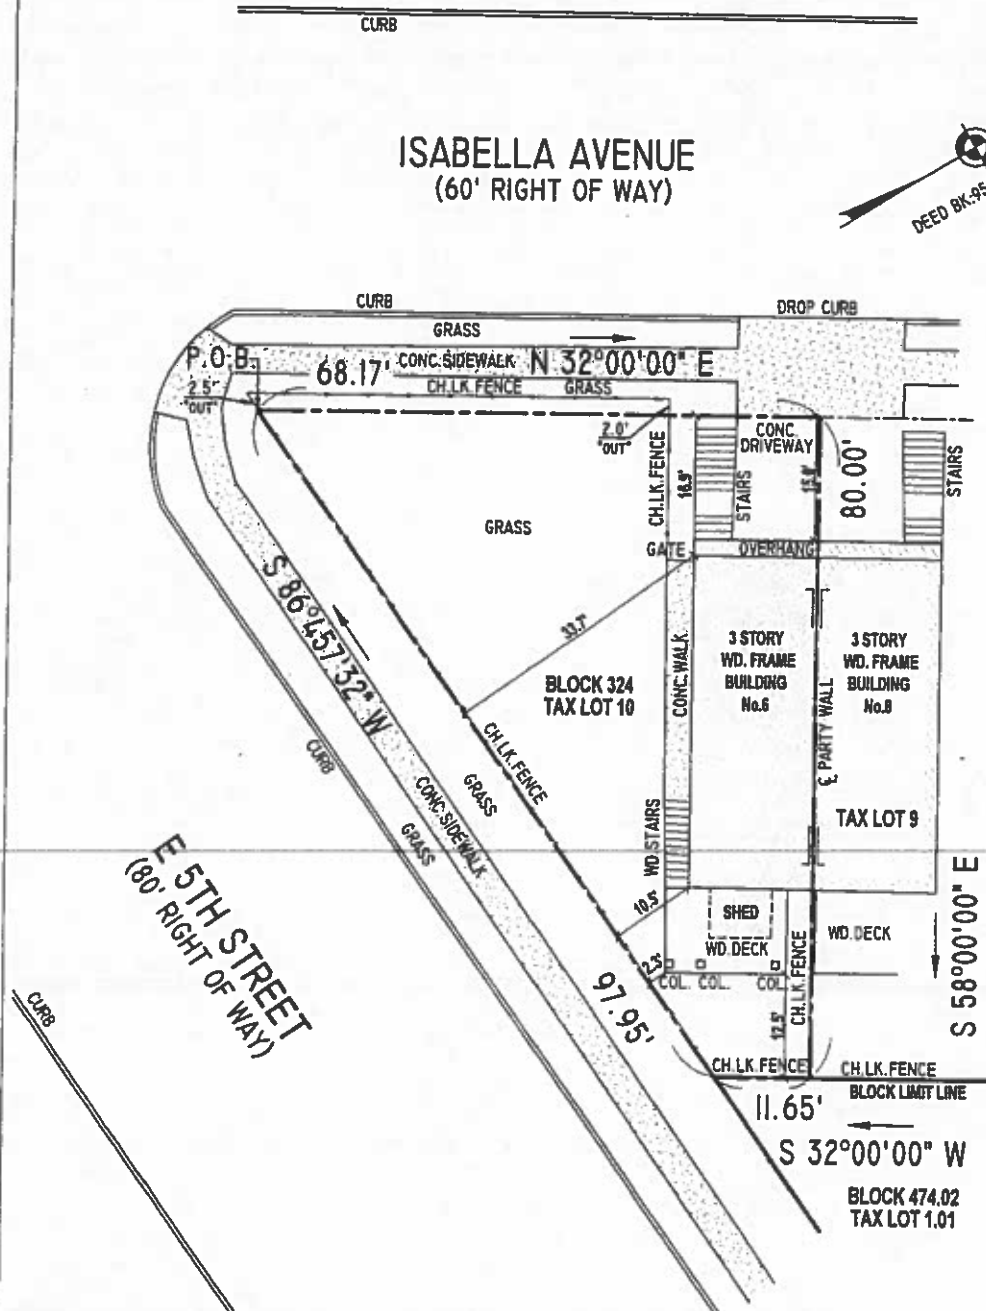 CURB
ISABELLA AVENUE
(60' RIGHT OF WAY)
DEED BK:95
CURB
DROP CURB
GRASS
P.O.B.
68.17'
CONC.SIDEWALK
N 32°00'00" E
CH.LK.FENCE
GRASS
2.5"
"OUT"
2.0'
"OUT"
CONC.
DRIVEWAY
CH.LK.FENCE
16.9'
STAIRS
15.8'
80.00'
STAIRS
GRASS
GATE
OVERHANG
S 86°457'32" W
33.7'
BLOCK 324
TAX LOT 10
CONC.WALK
3 STORY
WD. FRAME
BUILDING
No.6
3 STORY
WD. FRAME
BUILDING
No.8
℄ PARTY WALL
CURB
CH.LK.FENCE
GRASS
CONC.SIDEWALK
GRASS
WD.STAIRS
TAX LOT 9
E 5TH STREET
(80' RIGHT OF WAY)
10.5'
SHED
WD.DECK
WD.DECK
CH.LK.FENCE
S 58°00'00" E
2.3'
COL.
COL.
COL.
97.95'
12.5'
CURB
CH.LK.FENCE
CH.LK.FENCE
BLOCK LIMIT LINE
11.65'
S 32°00'00" W
BLOCK 474.02
TAX LOT 1.01